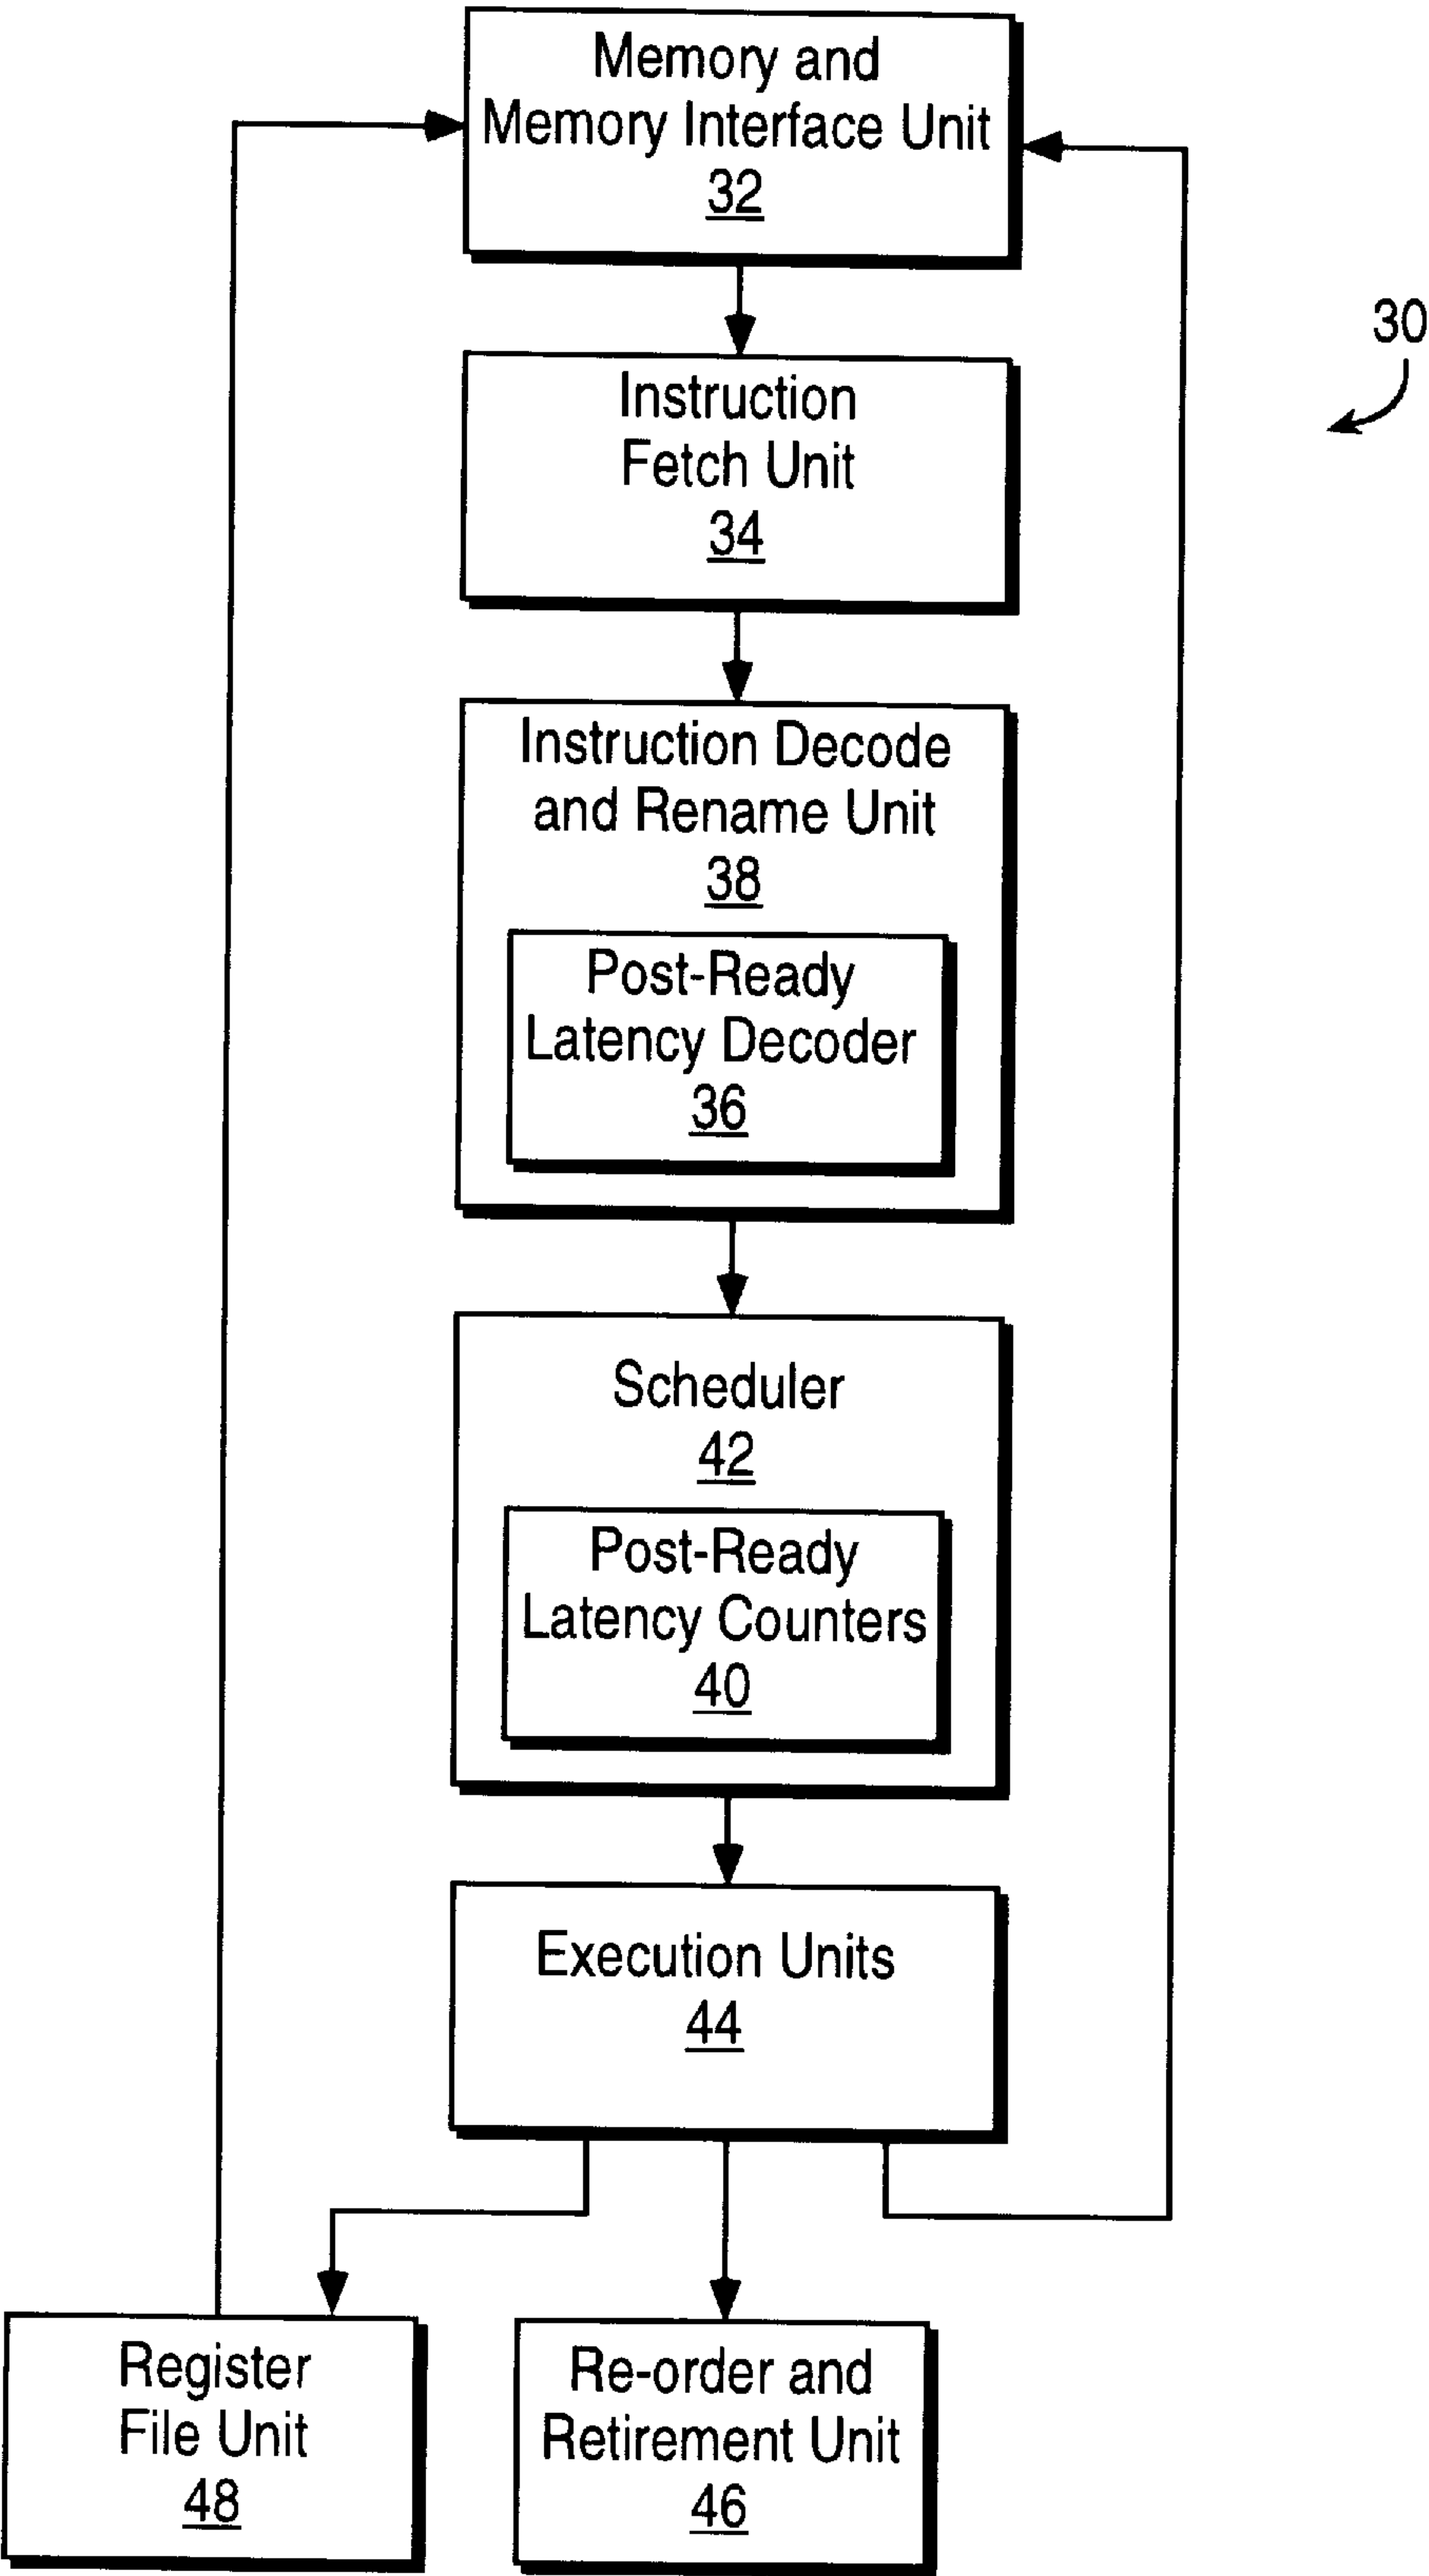 Memory and
Memory Interface Unit
32
30
Instruction
Fetch Unit
34
Instruction Decode
and Rename Unit
38
Post-Ready
Latency Decoder
36
Scheduler
42
Post-Ready
Latency Counters
40
Execution Units
44
Register
File Unit
48
Re-order and
Retirement Unit
46